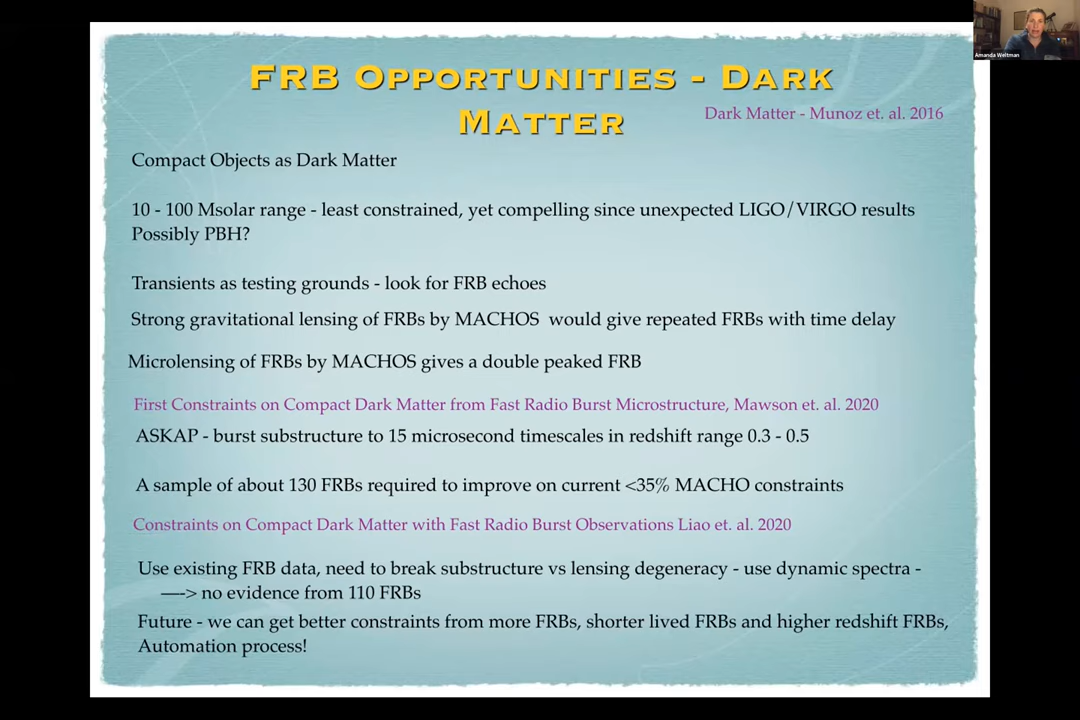 FRB Opportunities - Dark
Matter
Dark Matter - Munoz et. al. 2016
Amanda Weltman
Compact Objects as Dark Matter
10 - 100 Msolar range - least constrained, yet compelling since unexpected LIGO/VIRGO results
Possibly PBH?
Transients as testing grounds - look for FRB echoes
Strong gravitational lensing of FRBs by MACHOS would give repeated FRBs with time delay
Microlensing of FRBs by MACHOS gives a double peaked FRB
First Constraints on Compact Dark Matter from Fast Radio Burst Microstructure, Mawson et. al. 2020
ASKAP - burst substructure to 15 microsecond timescales in redshift range 0.3 - 0.5
A sample of about 130 FRBs required to improve on current <35% MACHO constraints
Constraints on Compact Dark Matter with Fast Radio Burst Observations Liao et. al. 2020
Use existing FRB data, need to break substructure vs lensing degeneracy - use dynamic spectra -
—-> no evidence from 110 FRBs
Future - we can get better constraints from more FRBs, shorter lived FRBs and higher redshift FRBs,
Automation process!